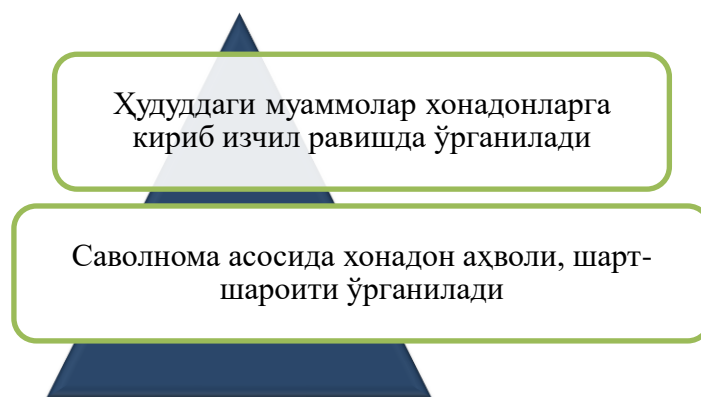 Ҳудуддаги муаммолар хонадонларга
кириб изчил равишда ўрганилади
Саволнома асосида хонадон аҳволи, шарт-
шароити ўрганилади